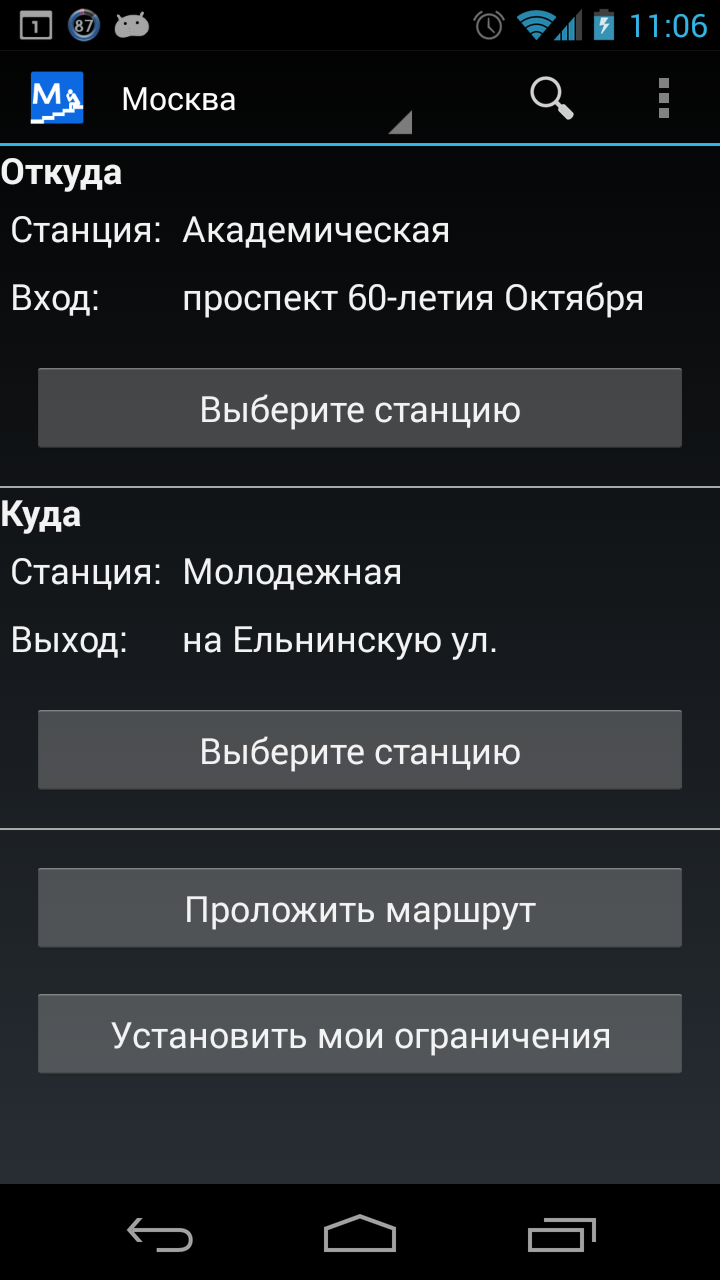 1 87 11:06
М Москва
Откуда
Станция: Академическая
Вход: проспект 60-летия Октября
Выберите станцию
Куда
Станция: Молодежная
Выход: на Ельнинскую ул.
Выберите станцию
Проложить маршрут
Установить мои ограничения